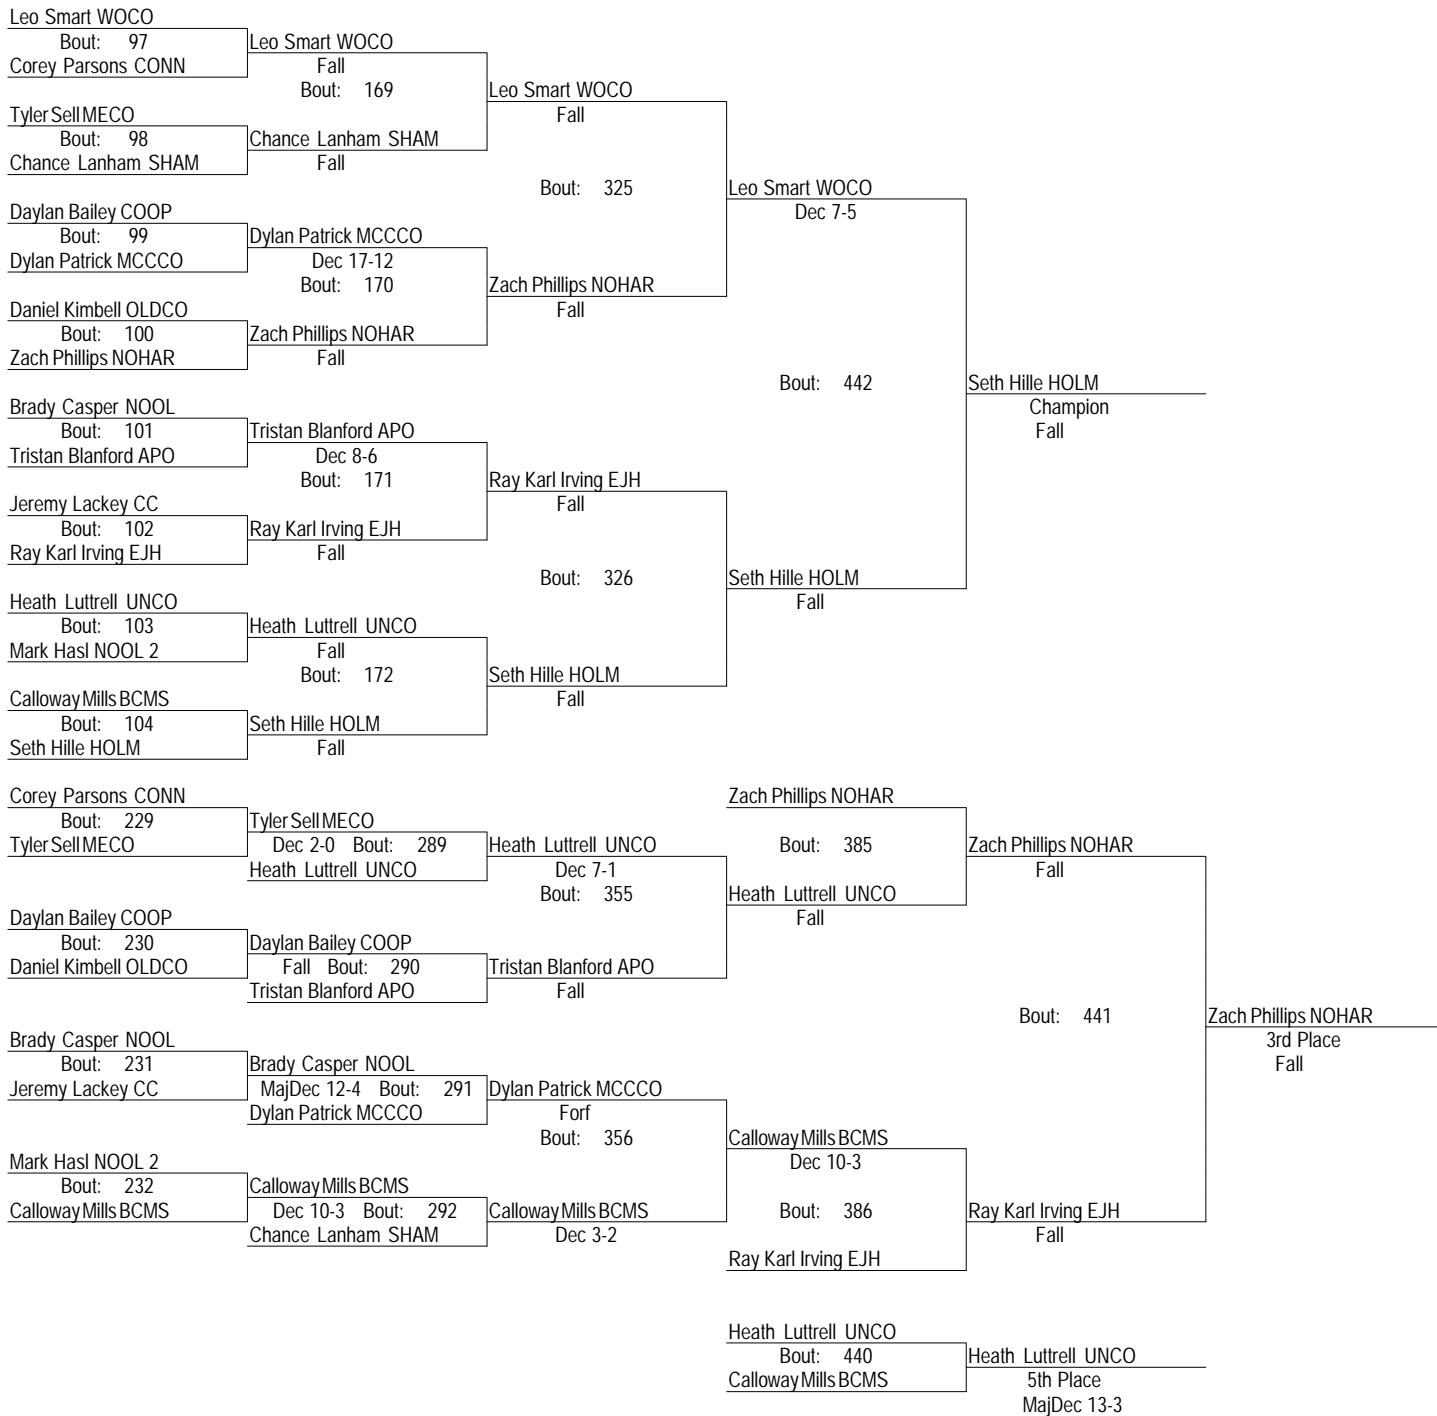 Leo Smart WOCO
Bout: 97
Corey Parsons CONN
Tyler Sell MECO
Bout: 98
Chance Lanham SHAM
Daylan Bailey COOP
Bout: 99
Dylan Patrick MCCCO
Daniel Kimbell OLDCO
Bout: 100
Zach Phillips NOHAR
Brady Casper NOOL
Bout: 101
Tristan Blanford APO
Jeremy Lackey CC
Bout: 102
Ray Karl Irving EJH
Heath Luttrell UNCO
Bout: 103
Mark Hasl NOOL 2
Calloway Mills BCMS
Bout: 104
Seth Hille HOLM
Leo Smart WOCO
Fall
Bout: 169
Chance Lanham SHAM
Fall
Dylan Patrick MCCCO
Dec 17-12
Bout: 170
Zach Phillips NOHAR
Fall
Tristan Blanford APO
Dec 8-6
Bout: 171
Ray Karl Irving EJH
Fall
Heath Luttrell UNCO
Fall
Bout: 172
Seth Hille HOLM
Fall
Leo Smart WOCO
Fall
Bout: 325
Zach Phillips NOHAR
Fall
Ray Karl Irving EJH
Fall
Bout: 326
Seth Hille HOLM
Fall
Leo Smart WOCO
Dec 7-5
Bout: 442
Seth Hille HOLM
Fall
Seth Hille HOLM
Champion
Fall
Corey Parsons CONN
Bout: 229
Tyler Sell MECO
Daylan Bailey COOP
Bout: 230
Daniel Kimbell OLDCO
Brady Casper NOOL
Bout: 231
Jeremy Lackey CC
Mark Hasl NOOL 2
Bout: 232
Calloway Mills BCMS
Tyler Sell MECO
Dec 2-0 Bout: 289
Heath Luttrell UNCO
Daylan Bailey COOP
Fall Bout: 290
Tristan Blanford APO
Brady Casper NOOL
MajDec 12-4 Bout: 291
Dylan Patrick MCCCO
Calloway Mills BCMS
Dec 10-3 Bout: 292
Chance Lanham SHAM
Heath Luttrell UNCO
Dec 7-1
Bout: 355
Tristan Blanford APO
Fall
Dylan Patrick MCCCO
Forf
Bout: 356
Calloway Mills BCMS
Dec 3-2
Zach Phillips NOHAR
Bout: 385
Heath Luttrell UNCO
Fall
Calloway Mills BCMS
Dec 10-3
Bout: 386
Ray Karl Irving EJH
Zach Phillips NOHAR
Fall
Bout: 441
Ray Karl Irving EJH
Fall
Zach Phillips NOHAR
3rd Place
Fall
Heath Luttrell UNCO
Bout: 440
Calloway Mills BCMS
Heath Luttrell UNCO
5th Place
MajDec 13-3